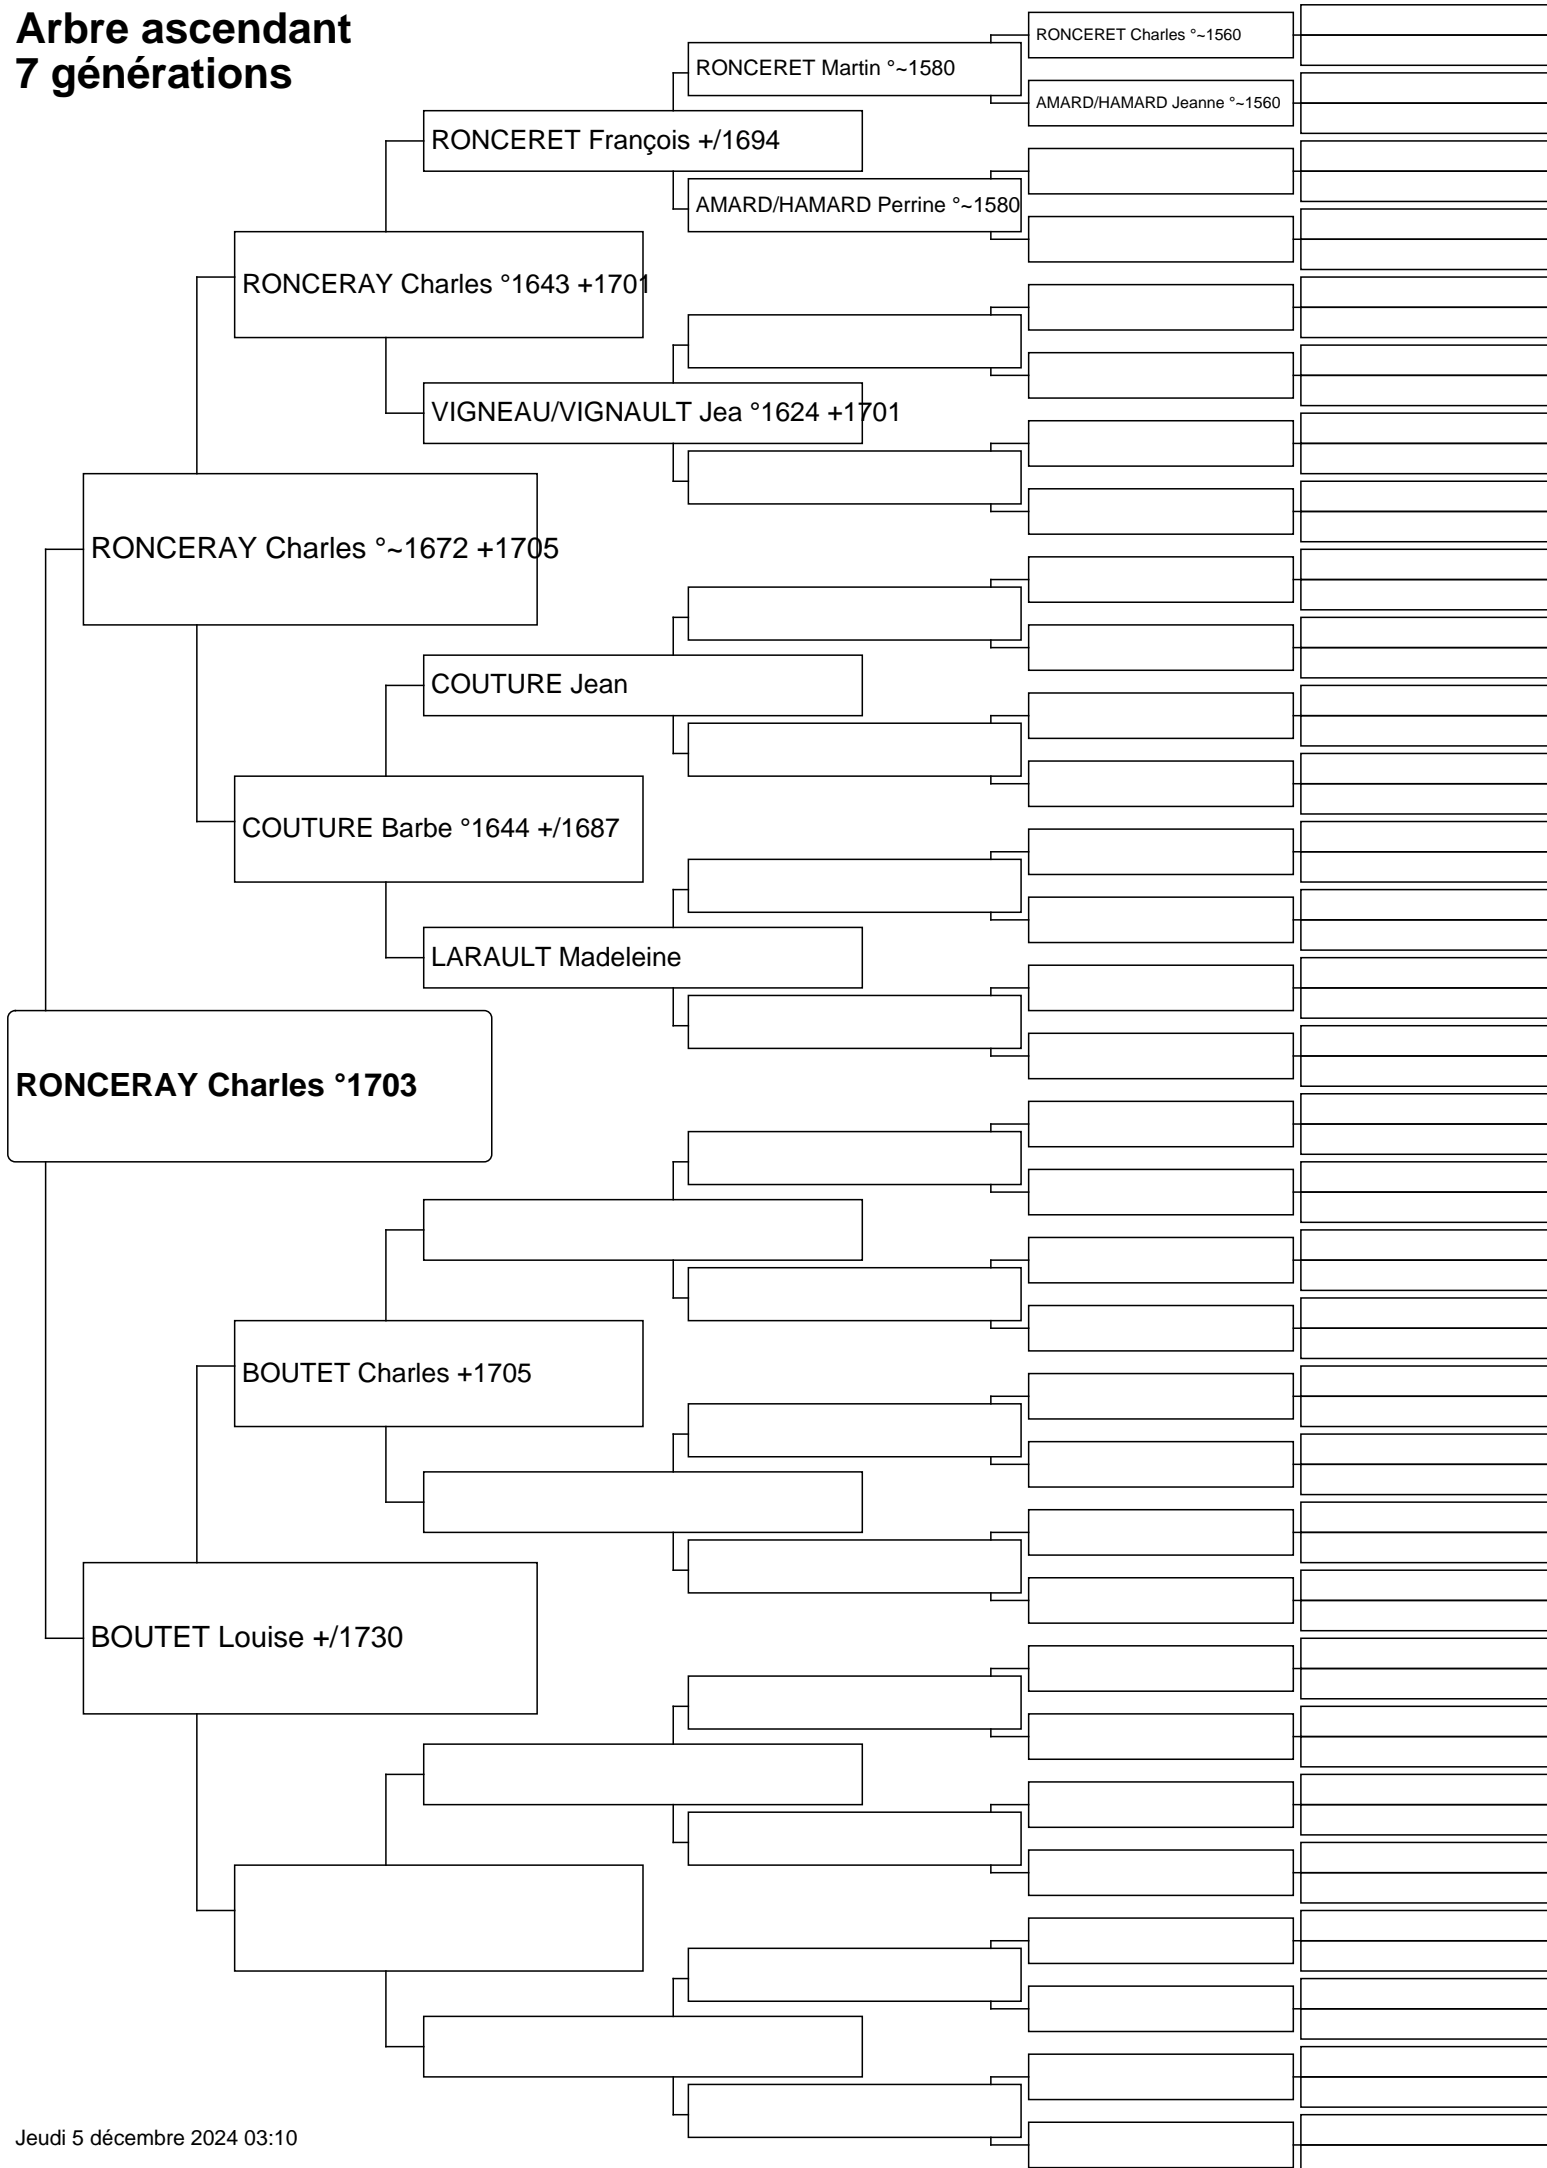 Arbre ascendant
7 générations
RONCERET Charles °~1560
RONCERET Martin °~1580
AMARD/HAMARD Jeanne °~1560
RONCERET François +/1694
AMARD/HAMARD Perrine °~1580
RONCERAY Charles °1643 +1701
VIGNEAU/VIGNAULT Jea °1624 +1701
RONCERAY Charles °~1672 +1705
COUTURE Jean
COUTURE Barbe °1644 +/1687
LARAULT Madeleine
RONCERAY Charles °1703
BOUTET Charles +1705
BOUTET Louise +/1730
Jeudi 5 décembre 2024 03:10